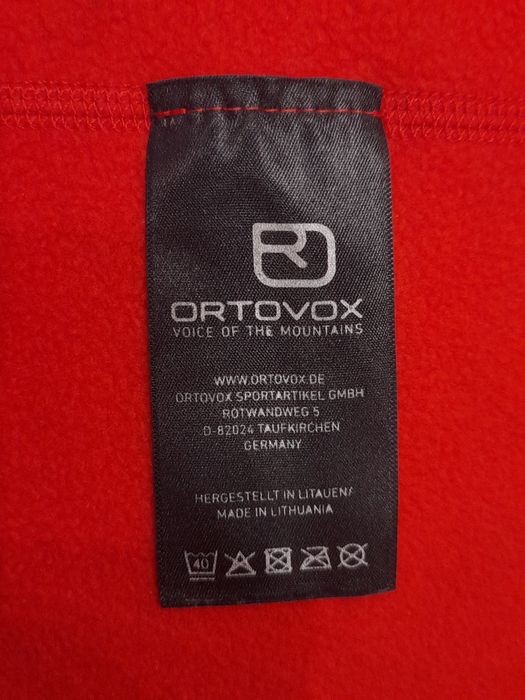 ORTOVOX
VOICE OF THE MOUNTAINS
WWW.ORTOVOX.DE
ORTOVOX SPORTARTIKEL GMBH
ROTWANDWEG 5
D-82024 TAUFKIRCHEN
GERMANY
HERGESTELLT IN LITAUEN/
MADE IN LITHUANIA
40